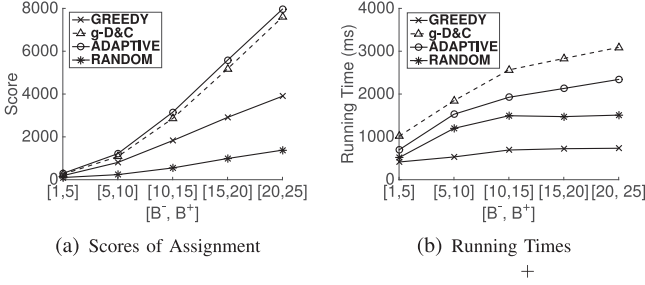 8000
6000
4000
2000
0
Score
GREEDY
g-D&C
ADAPTIVE
RANDOM
[1,5] [5,10] [10,15] [15,20] [20,25]
[B⁻, B⁺]
(a) Scores of Assignment
4000
3000
2000
1000
0
Running Time (ms)
GREEDY
g-D&C
ADAPTIVE
RANDOM
[1,5] [5, 10] [10,15] [15,20] [20, 25]
[B⁻, B⁺]
(b) Running Times
+